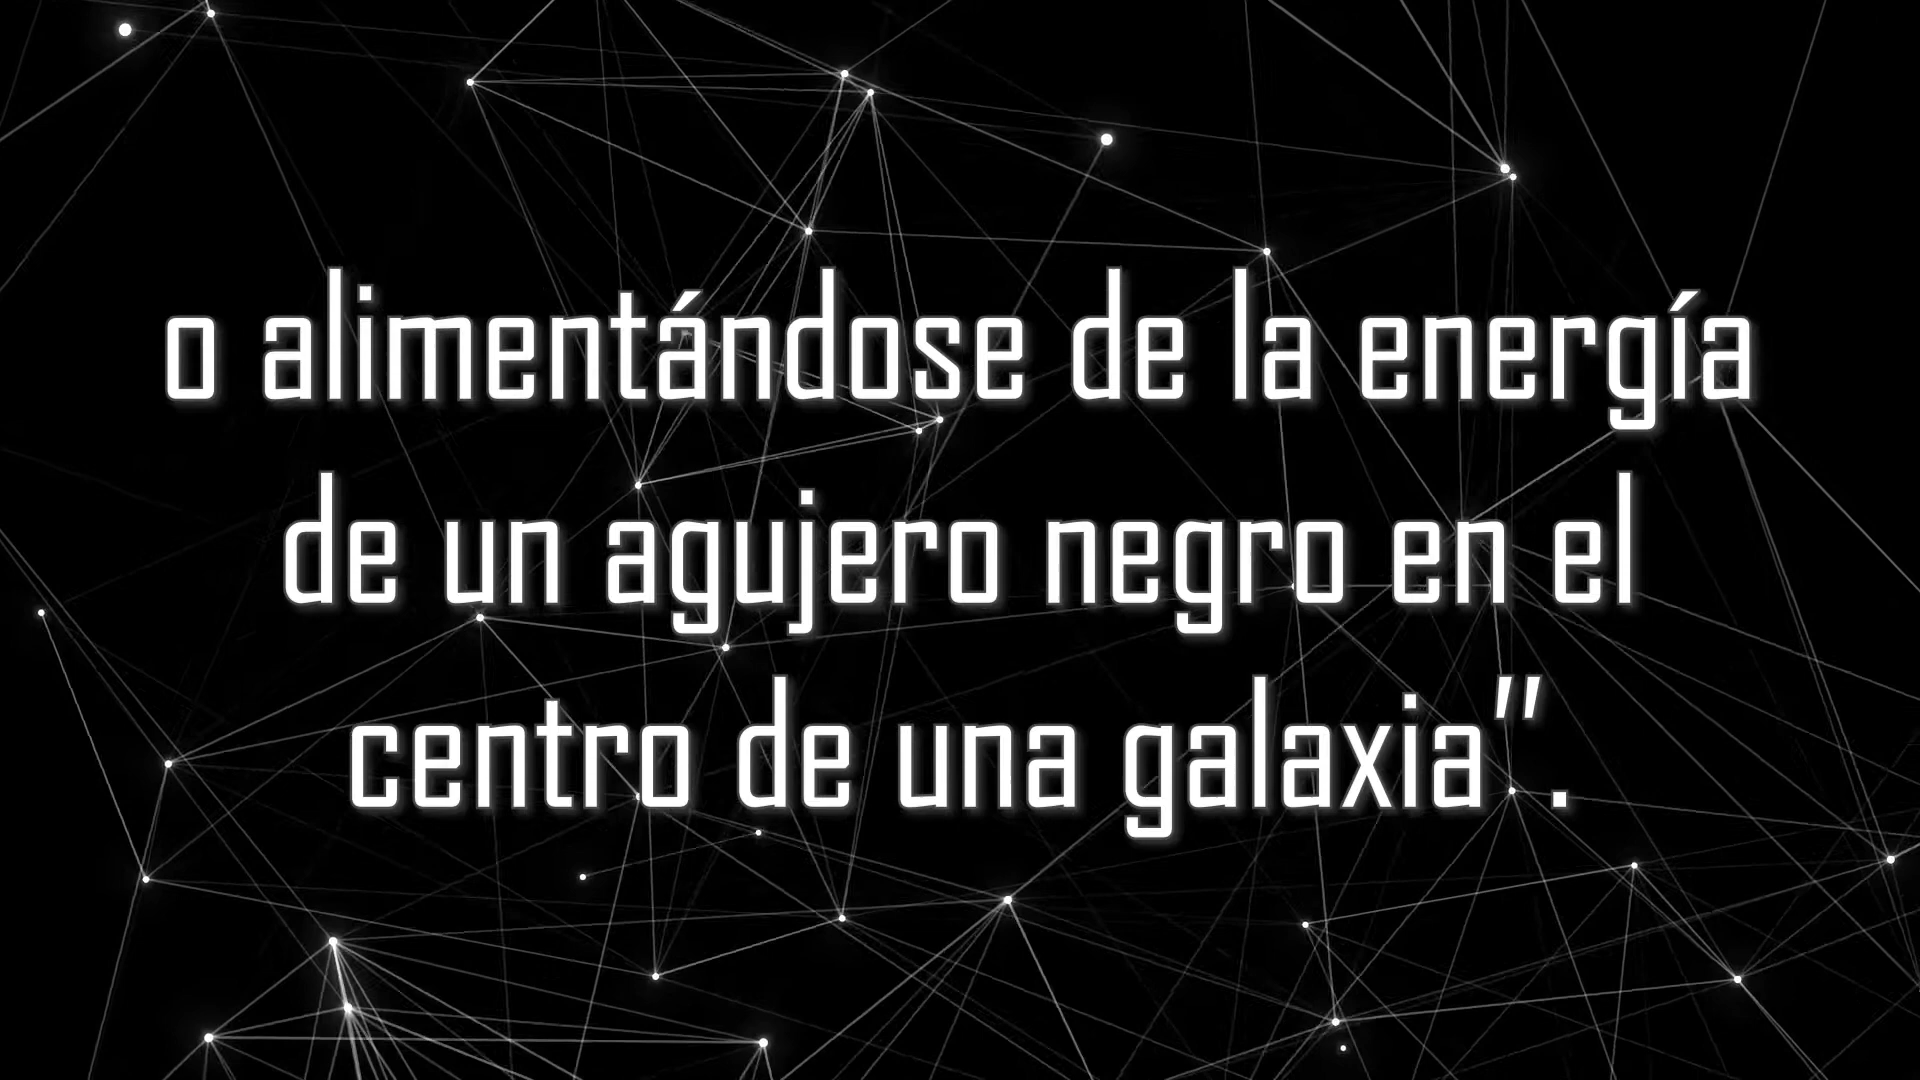 o alimentándose de la energía
de un agujero negro en el
centro de una galaxia”.